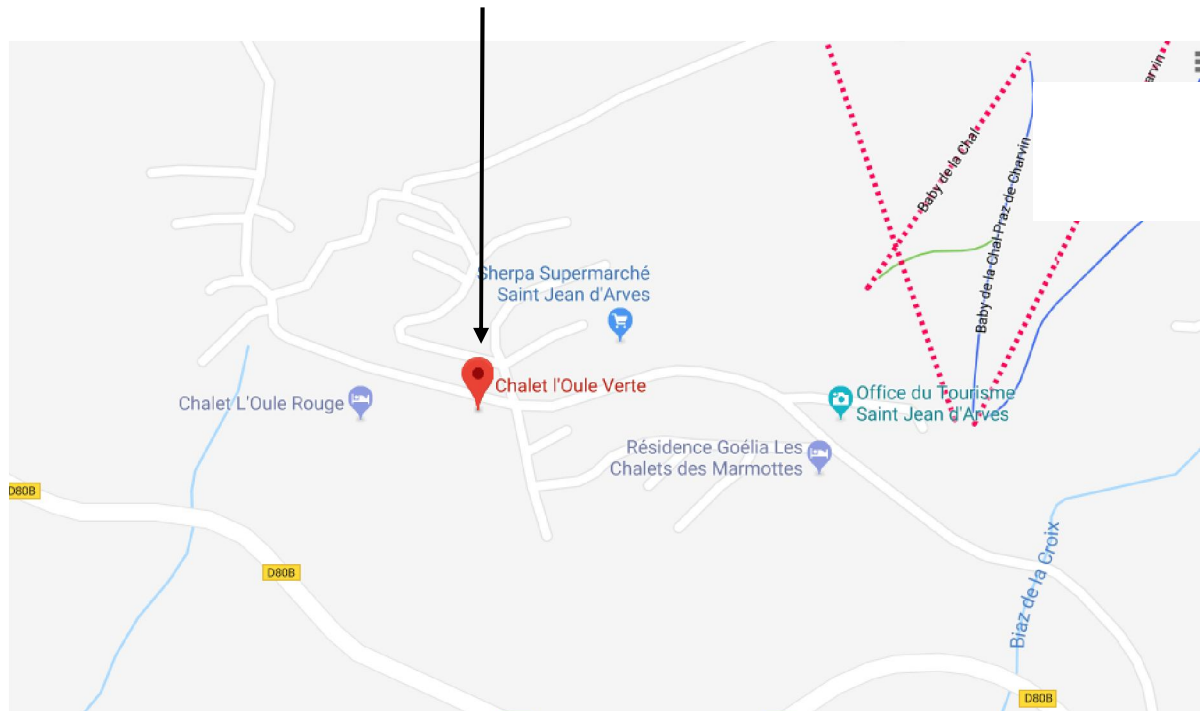 arvin
Baby de la Chal
Baby de la Chal-Praz de Charvin
Sherpa Supermarché
Saint Jean d'Arves
Chalet l'Oule Verte
Chalet L'Oule Rouge
Office du Tourisme
Saint Jean d'Arves
Résidence Goélia Les
Chalets des Marmottes
D80B
D80B
Biaz de la Croix
D80B